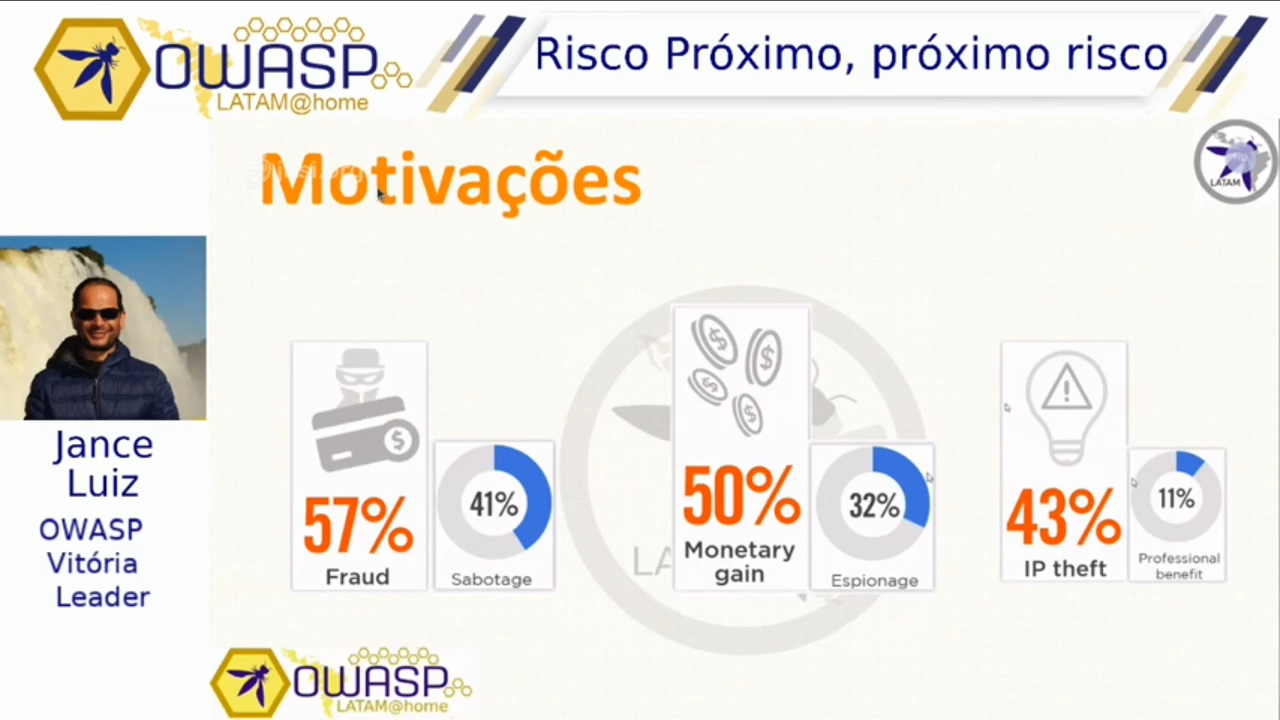 OWASP
LATAM@home
Risco Próximo, próximo risco
Motivações
LATAM
Jance
Luiz
OWASP
Vitória
Leader
57%
Fraud
41%
Sabotage
50%
Monetary
gain
32%
Espionage
43%
IP theft
11%
Professional
benefit
LA
OWASP
LATAM@home